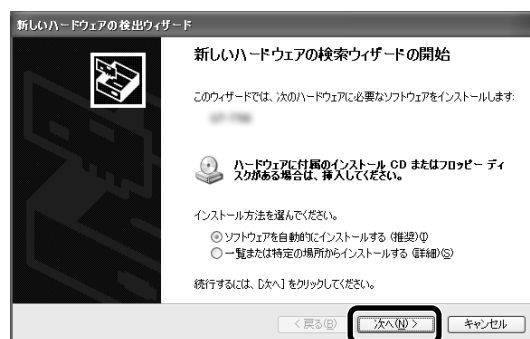 新しいハードウェアの検出ウィザード
新しいハードウェアの検索ウィザードの開始
このウィザードでは、次のハードウェアに必要なソフトウェアをインストールします:
ハードウェアに付属のインストール CD またはフロッピー ディ
スクがある場合は、挿入してください。
インストール方法を選んでください。
ソフトウェアを自動的にインストールする (推奨)(I)
一覧または特定の場所からインストールする (詳細)(S)
続行するには、[次へ] をクリックしてください。
< 戻る(B)
次へ(N) >
キャンセル